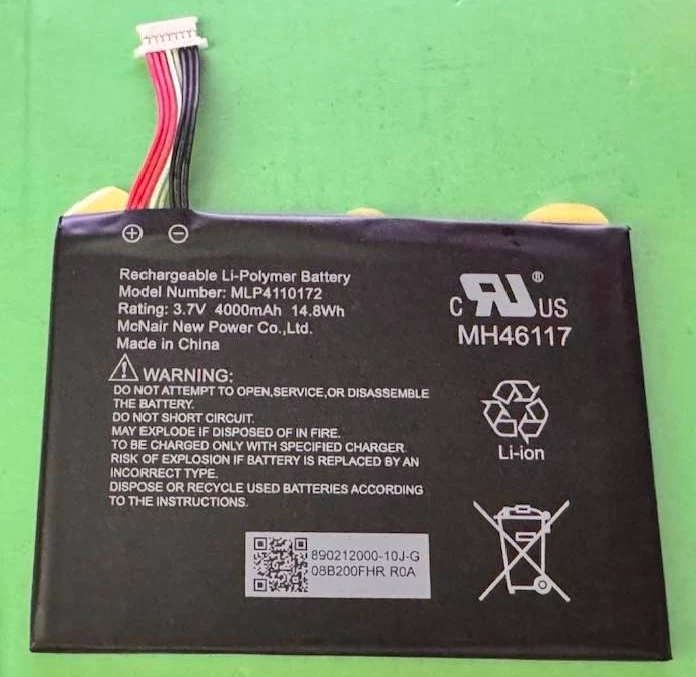 Rechargeable Li-Polymer Battery
Model Number: MLP4110172
Rating: 3.7V 4000mAh 14.8Wh
McNair New Power Co.,Ltd.
Made in China
WARNING:
DO NOT ATTEMPT TO OPEN,SERVICE,OR DISASSEMBLE
THE BATTERY.
DO NOT SHORT CIRCUIT.
MAY EXPLODE IF DISPOSED OF IN FIRE.
TO BE CHARGED ONLY WITH SPECIFIED CHARGER.
RISK OF EXPLOSION IF BATTERY IS REPLACED BY AN
INCOIRRECT TYPE.
DISPOSE OR RECYCLE USED BATTERIES ACCORDING
TO THE INSTRUCTIONS.
C RU ® US
MH46117
Li-ion
890212000-10J-G
08B200FHR R0A